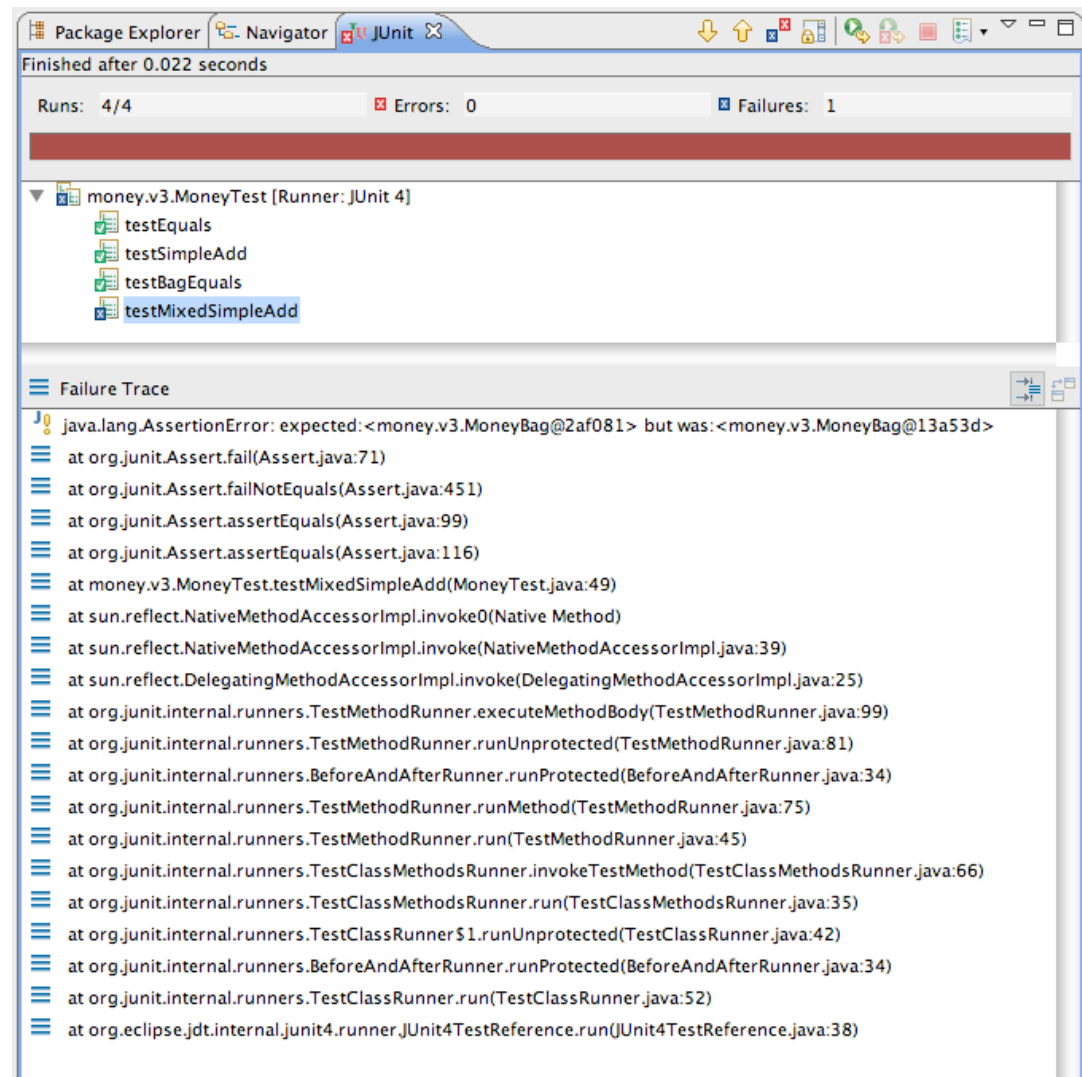 Package Explorer Navigator JUnit
Finished after 0.022 seconds
Runs: 4/4 Errors: 0 Failures: 1
money.v3.MoneyTest [Runner: JUnit 4]
testEquals
testSimpleAdd
testBagEquals
testMixedSimpleAdd
Failure Trace
java.lang.AssertionError: expected:<money.v3.MoneyBag@2af081> but was:<money.v3.MoneyBag@13a53d>
at org.junit.Assert.fail(Assert.java:71)
at org.junit.Assert.failNotEquals(Assert.java:451)
at org.junit.Assert.assertEquals(Assert.java:99)
at org.junit.Assert.assertEquals(Assert.java:116)
at money.v3.MoneyTest.testMixedSimpleAdd(MoneyTest.java:49)
at sun.reflect.NativeMethodAccessorImpl.invoke0(Native Method)
at sun.reflect.NativeMethodAccessorImpl.invoke(NativeMethodAccessorImpl.java:39)
at sun.reflect.DelegatingMethodAccessorImpl.invoke(DelegatingMethodAccessorImpl.java:25)
at org.junit.internal.runners.TestMethodRunner.executeMethodBody(TestMethodRunner.java:99)
at org.junit.internal.runners.TestMethodRunner.runUnprotected(TestMethodRunner.java:81)
at org.junit.internal.runners.BeforeAndAfterRunner.runProtected(BeforeAndAfterRunner.java:34)
at org.junit.internal.runners.TestMethodRunner.runMethod(TestMethodRunner.java:75)
at org.junit.internal.runners.TestMethodRunner.run(TestMethodRunner.java:45)
at org.junit.internal.runners.TestClassMethodsRunner.invokeTestMethod(TestClassMethodsRunner.java:66)
at org.junit.internal.runners.TestClassMethodsRunner.run(TestClassMethodsRunner.java:35)
at org.junit.internal.runners.TestClassRunner$1.runUnprotected(TestClassRunner.java:42)
at org.junit.internal.runners.BeforeAndAfterRunner.runProtected(BeforeAndAfterRunner.java:34)
at org.junit.internal.runners.TestClassRunner.run(TestClassRunner.java:52)
at org.eclipse.jdt.internal.junit4.runner.JUnit4TestReference.run(JUnit4TestReference.java:38)